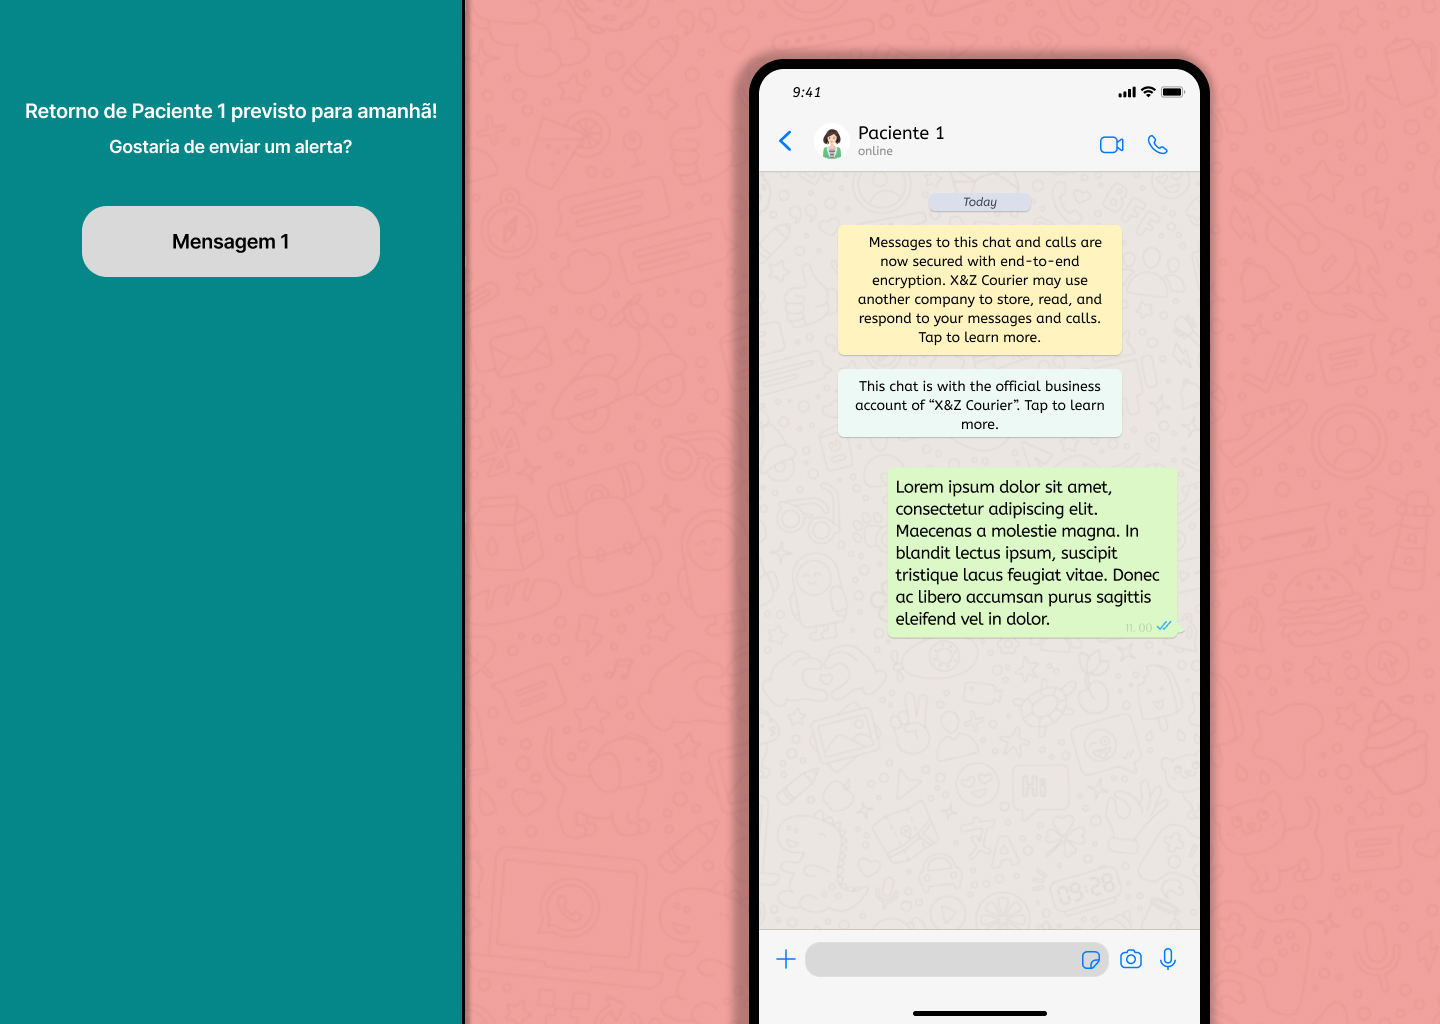 Retorno de Paciente 1 previsto para amanhã!
Gostaria de enviar um alerta?
Mensagem 1
9:41
Paciente 1
online
Today
Messages to this chat and calls are
now secured with end-to-end
encryption. X&Z Courier may use
another company to store, read, and
respond to your messages and calls.
Tap to learn more.
This chat is with the official business
account of “X&Z Courier”. Tap to learn
more.
Lorem ipsum dolor sit amet,
consectetur adipiscing elit.
Maecenas a molestie magna. In
blandit lectus ipsum, suscipit
tristique lacus feugiat vitae. Donec
ac libero accumsan purus sagittis
eleifend vel in dolor.
11. 00
Hi
09:28